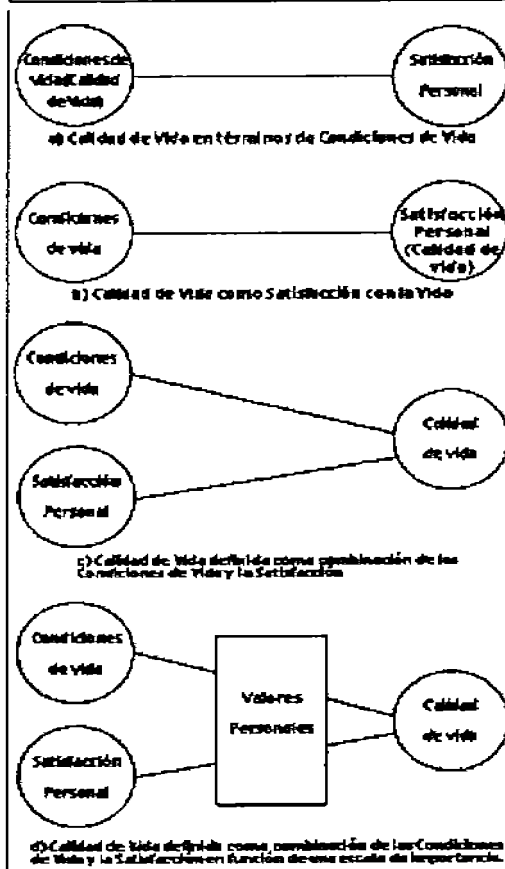 Condiciones de
vida(Calidad
de Vida)
Satisfacción
Personal
a) Calidad de Vida en términos de Condiciones de Vida
Condiciones
de vida
Satisfacción
Personal
(Calidad de
vida)
b) Calidad de Vida como Satisfacción con la Vida
Condiciones
de vida
Satisfacción
Personal
Calidad
de vida
c) Calidad de Vida definida como combinación de las
Condiciones de Vida y la Satisfacción
Condiciones
de vida
Satisfacción
Personal
Valores
Personales
Calidad
de vida
d) Calidad de Vida definida como combinación de las Condiciones
de Vida y la Satisfacción en función de una escala de importancia.